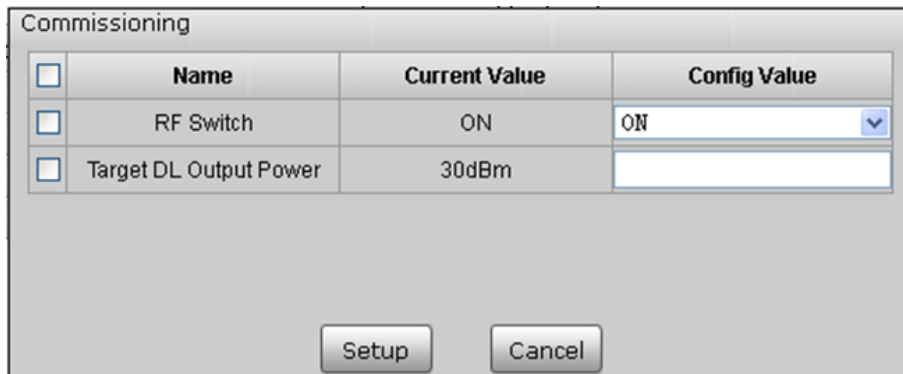 Commissioning
Name Current Value Config Value
RF Switch ON ON
Target DL Output Power 30dBm
Setup Cancel